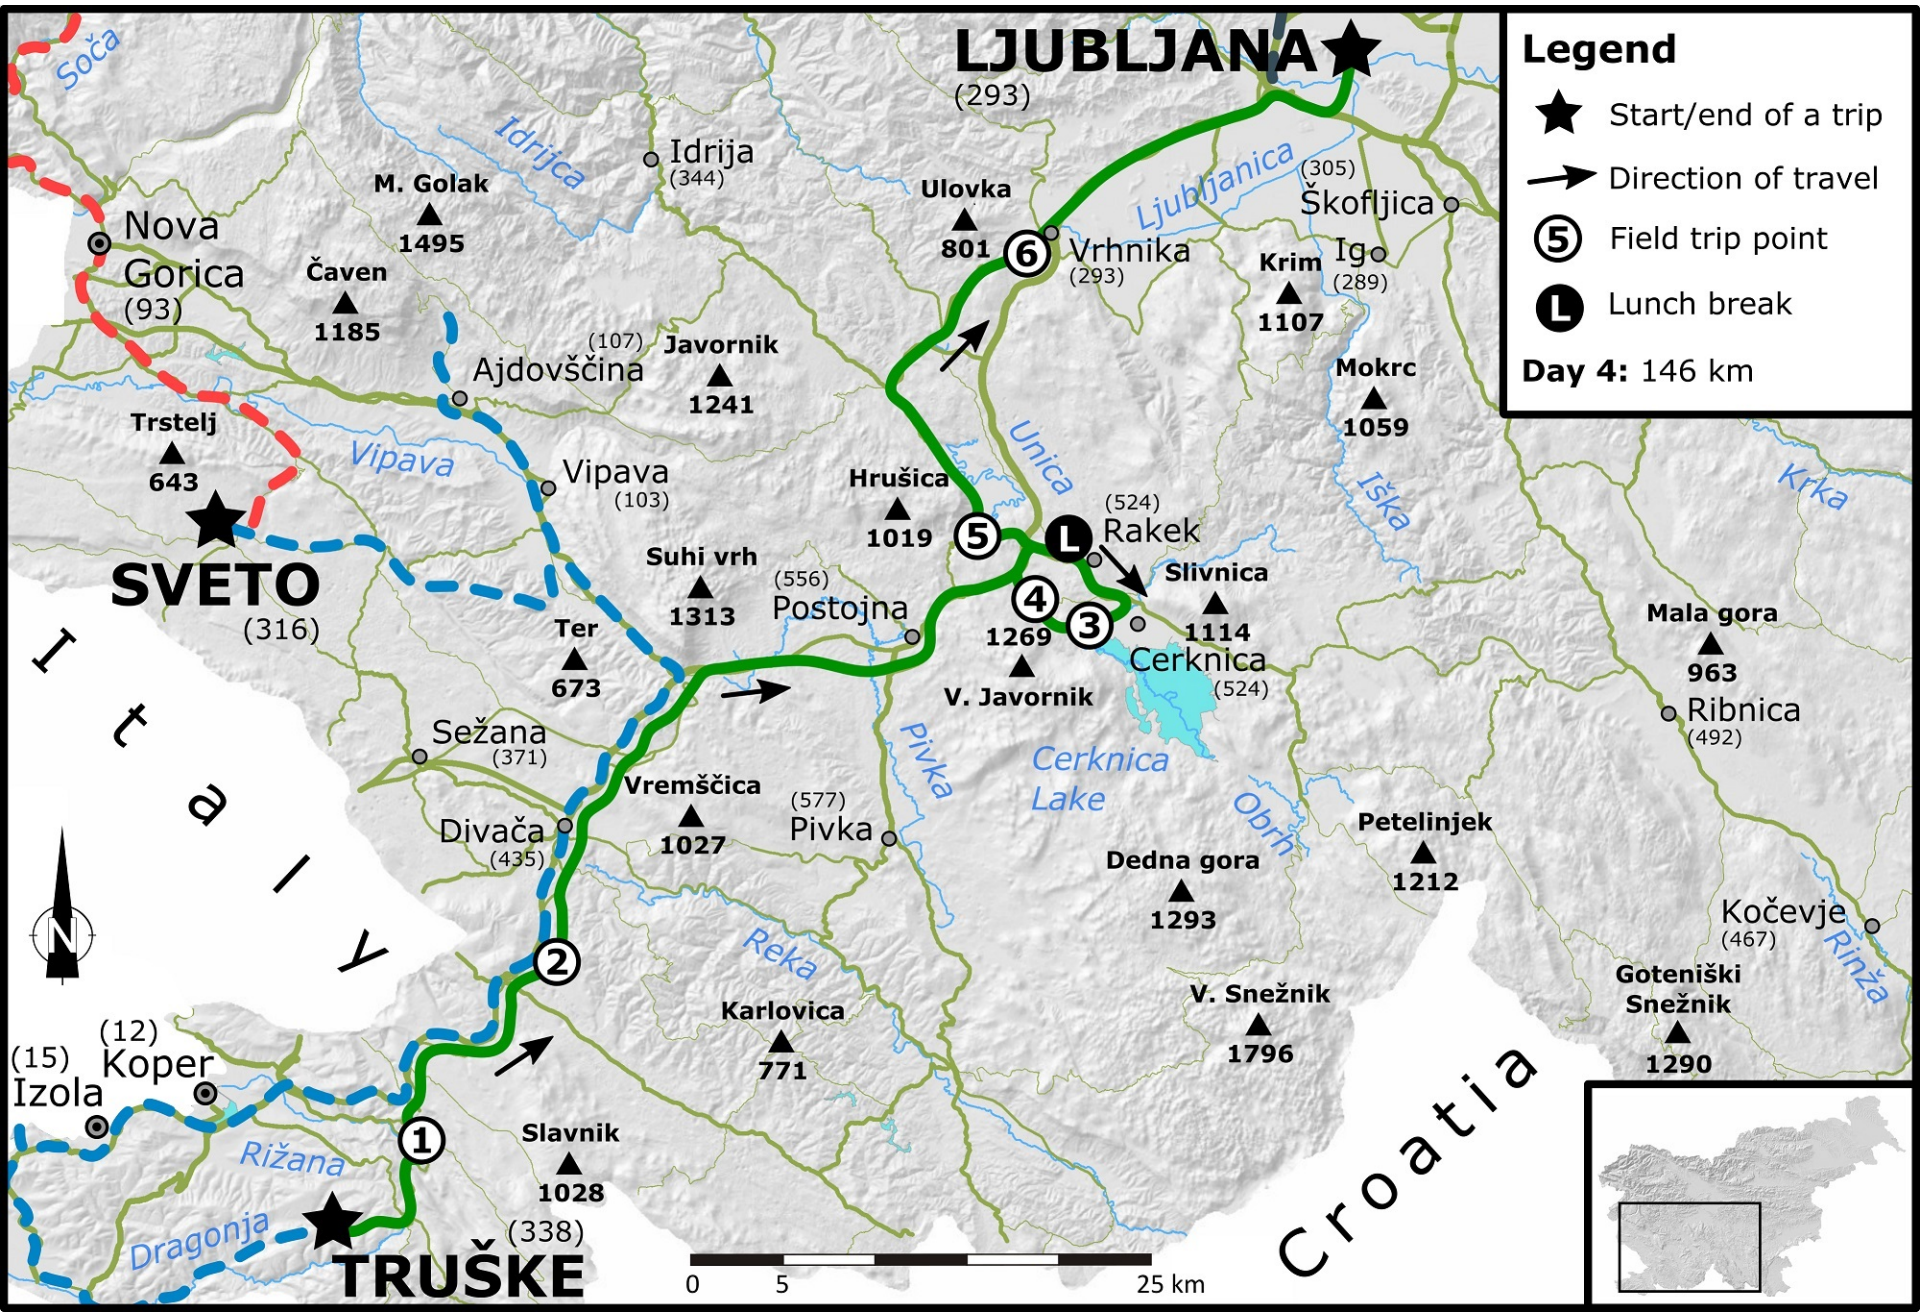 LJUBLJANA
(293)
Legend
Start/end of a trip
Direction of travel
5 Field trip point
L Lunch break
Day 4: 146 km
Soča
Idrijca
Idrija
(344)
M. Golak
1495
Ulovka
801
Ljubljanica
(305)
Škofljica
Nova
Gorica
(93)
Čaven
1185
6
Vrhnika
(293)
Krim
1107
Ig
(289)
(107)
Ajdovščina
Javornik
1241
Mokrc
1059
Trstelj
643
Vipava
Vipava
(103)
Hrušica
1019
Unica
Iška
Krka
5
L
(524)
Rakek
SVETO
(316)
Suhi vrh
1313
(556)
Postojna
4
3
Slivnica
1114
Ter
673
1269
V. Javornik
Cerknica
(524)
Mala gora
963
Ribnica
(492)
Italy
Sežana
(371)
Pivka
Cerknica
Lake
Vremščica
1027
(577)
Pivka
Divača
(435)
Obrh
Petelinjek
1212
Dedna gora
1293
Kočevje
(467)
Rinža
N
2
Reka
Karlovica
771
V. Snežnik
1796
Goteniški
Snežnik
1290
(12)
Koper
(15)
Izola
1
Rižana
Slavnik
1028
Croatia
Dragonja
(338)
TRUŠKE
0 5 25 km